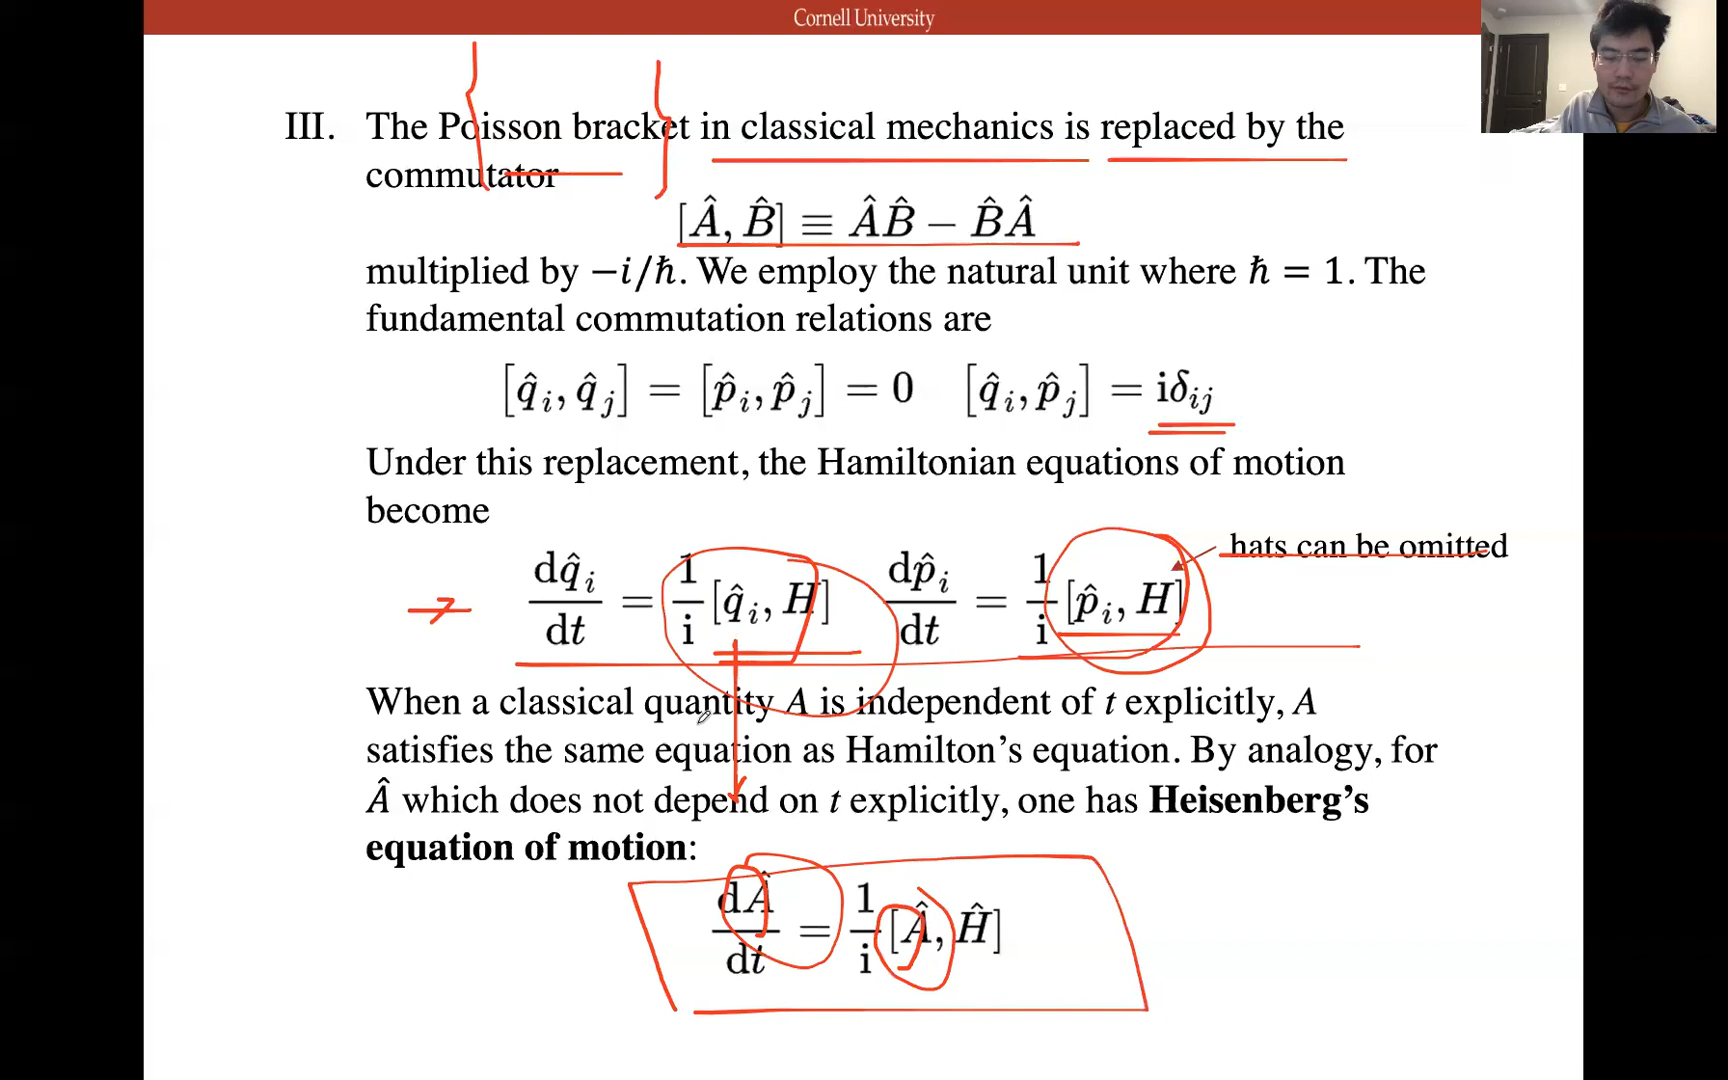 Cornell University
III. The Poisson bracket in classical mechanics is replaced by the
commutator
[Â, B̂] ≡ ÂB̂ − B̂Â
multiplied by −i/ħ. We employ the natural unit where ħ = 1. The
fundamental commutation relations are
[q̂ᵢ, q̂ⱼ] = [p̂ᵢ, p̂ⱼ] = 0 [q̂ᵢ, p̂ⱼ] = iδᵢⱼ
Under this replacement, the Hamiltonian equations of motion
become
hats can be omitted
dq̂ᵢ/dt = 1/i [q̂ᵢ, H] dp̂ᵢ/dt = 1/i [p̂ᵢ, H]
When a classical quantity A is independent of t explicitly, A
satisfies the same equation as Hamilton’s equation. By analogy, for
Â which does not depend on t explicitly, one has Heisenberg’s
equation of motion:
dÂ/dt = 1/i [Â, Ĥ]